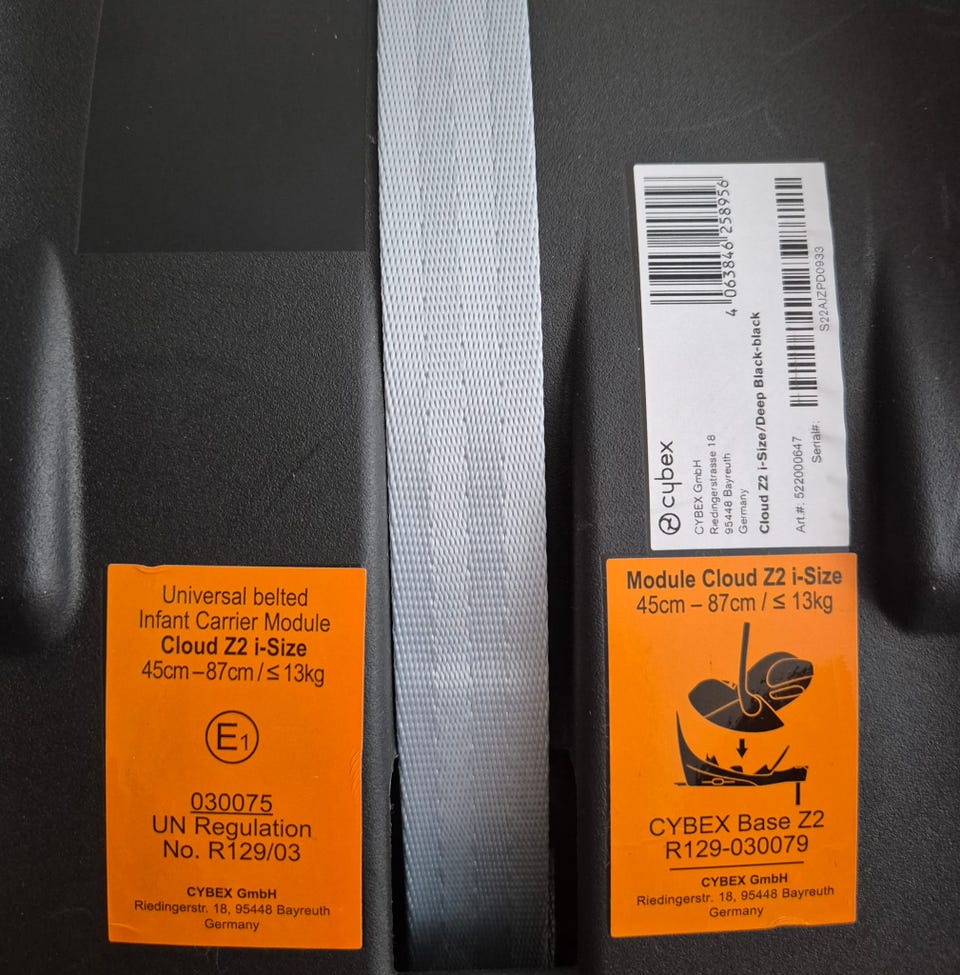 Universal belted
Infant Carrier Module
Cloud Z2 i-Size
45cm – 87cm / ≤ 13kg
E1
030075
UN Regulation
No. R129/03
CYBEX GmbH
Riedingerstr. 18, 95448 Bayreuth
Germany
4 063846 258956
cybex
CYBEX GmbH
Riedingerstrasse 18
95448 Bayreuth
Germany
Cloud Z2 i-Size/Deep Black-black
Art.#: 522000647
Serial#:
S22AIZPD0933
Module Cloud Z2 i-Size
45cm – 87cm / ≤ 13kg
CYBEX Base Z2
R129-030079
CYBEX GmbH
Riedingerstr. 18, 95448 Bayreuth
Germany